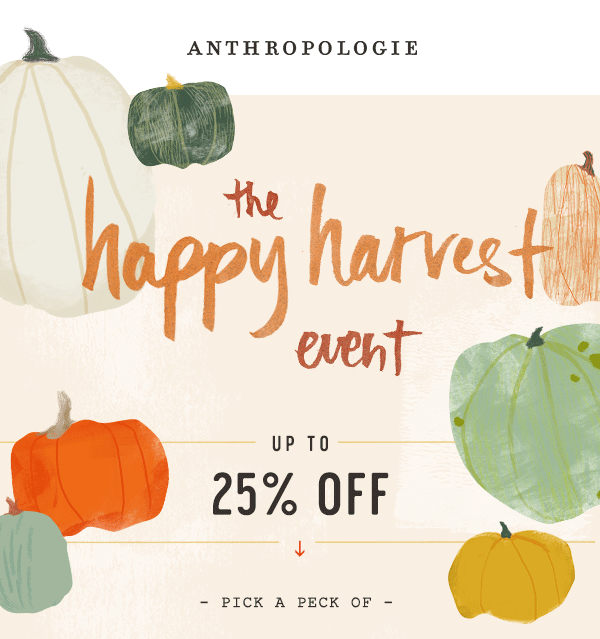 ANTHROPOLOGIE
the
happy harvest
event
UP TO
25% OFF
- PICK A PECK OF -